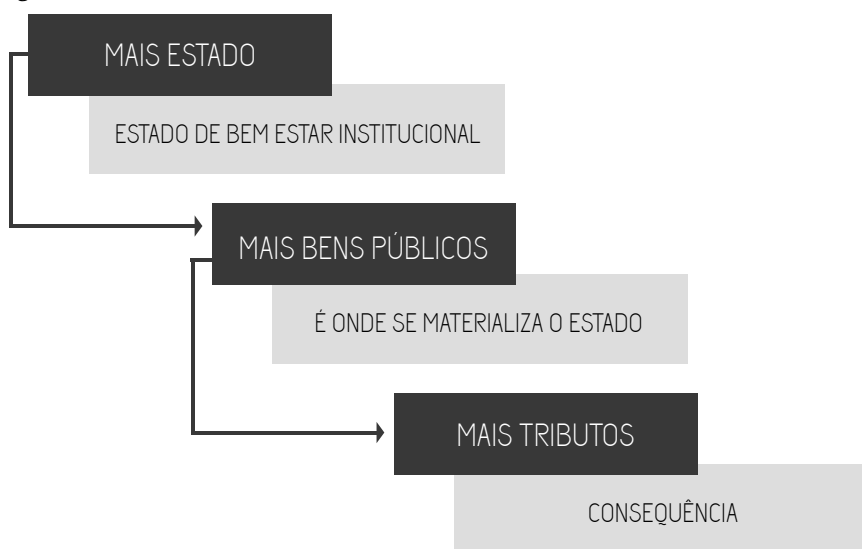 MAIS ESTADO
ESTADO DE BEM ESTAR INSTITUCIONAL
MAIS BENS PÚBLICOS
É ONDE SE MATERIALIZA O ESTADO
MAIS TRIBUTOS
CONSEQUÊNCIA